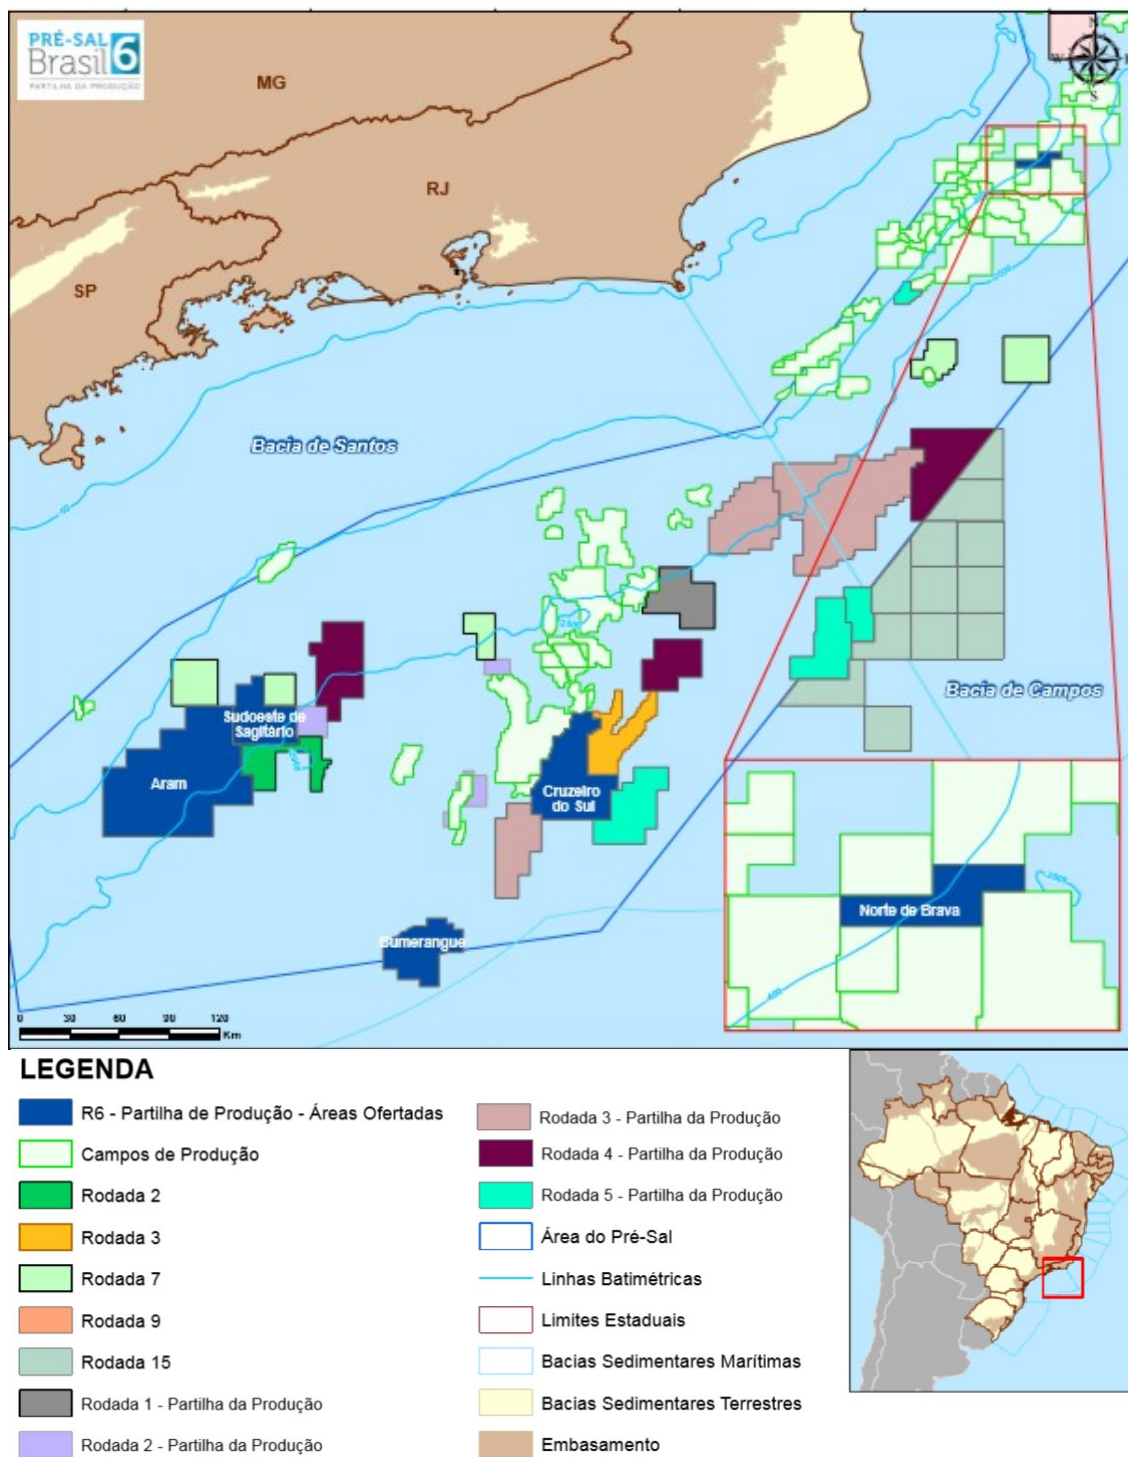 PRÉ-SAL
Brasil 6
PARTILHA DA PRODUÇÃO
N
W
S
MG
RJ
SP
Bacia de Santos
Bacia de Campos
Sudoeste de
Sagitário
Aram
Cruzeiro
do Sul
Bumerangue
Norte de Brava
400
0 30 60 90 120
Km
LEGENDA
R6 - Partilha de Produção - Áreas Ofertadas
Campos de Produção
Rodada 2
Rodada 3
Rodada 7
Rodada 9
Rodada 15
Rodada 1 - Partilha da Produção
Rodada 2 - Partilha da Produção
Rodada 3 - Partilha da Produção
Rodada 4 - Partilha da Produção
Rodada 5 - Partilha da Produção
Área do Pré-Sal
Linhas Batimétricas
Limites Estaduais
Bacias Sedimentares Marítimas
Bacias Sedimentares Terrestres
Embasamento